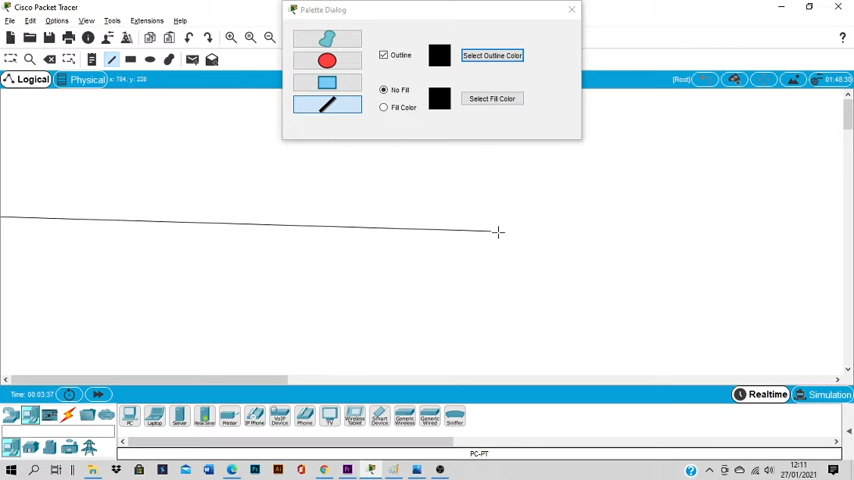 Cisco Packet Tracer
Palette Dialog
File Edit Options View Tools Extensions Help
Outline
Select Outline Color
No Fill
Select Fill Color
Fill Color
Logical
Physical
x: 784, y: 228
[Root]
01:48:30
Time: 00:03:37
Realtime
Simulation
PC
Laptop
Server
Printer
IP Phone
VoIP Device
Phone
TV
Wireless Tablet
Smart Device
Generic Wireless
Generic Wired
Sniffer
PC-PT
12:11
27/01/2021